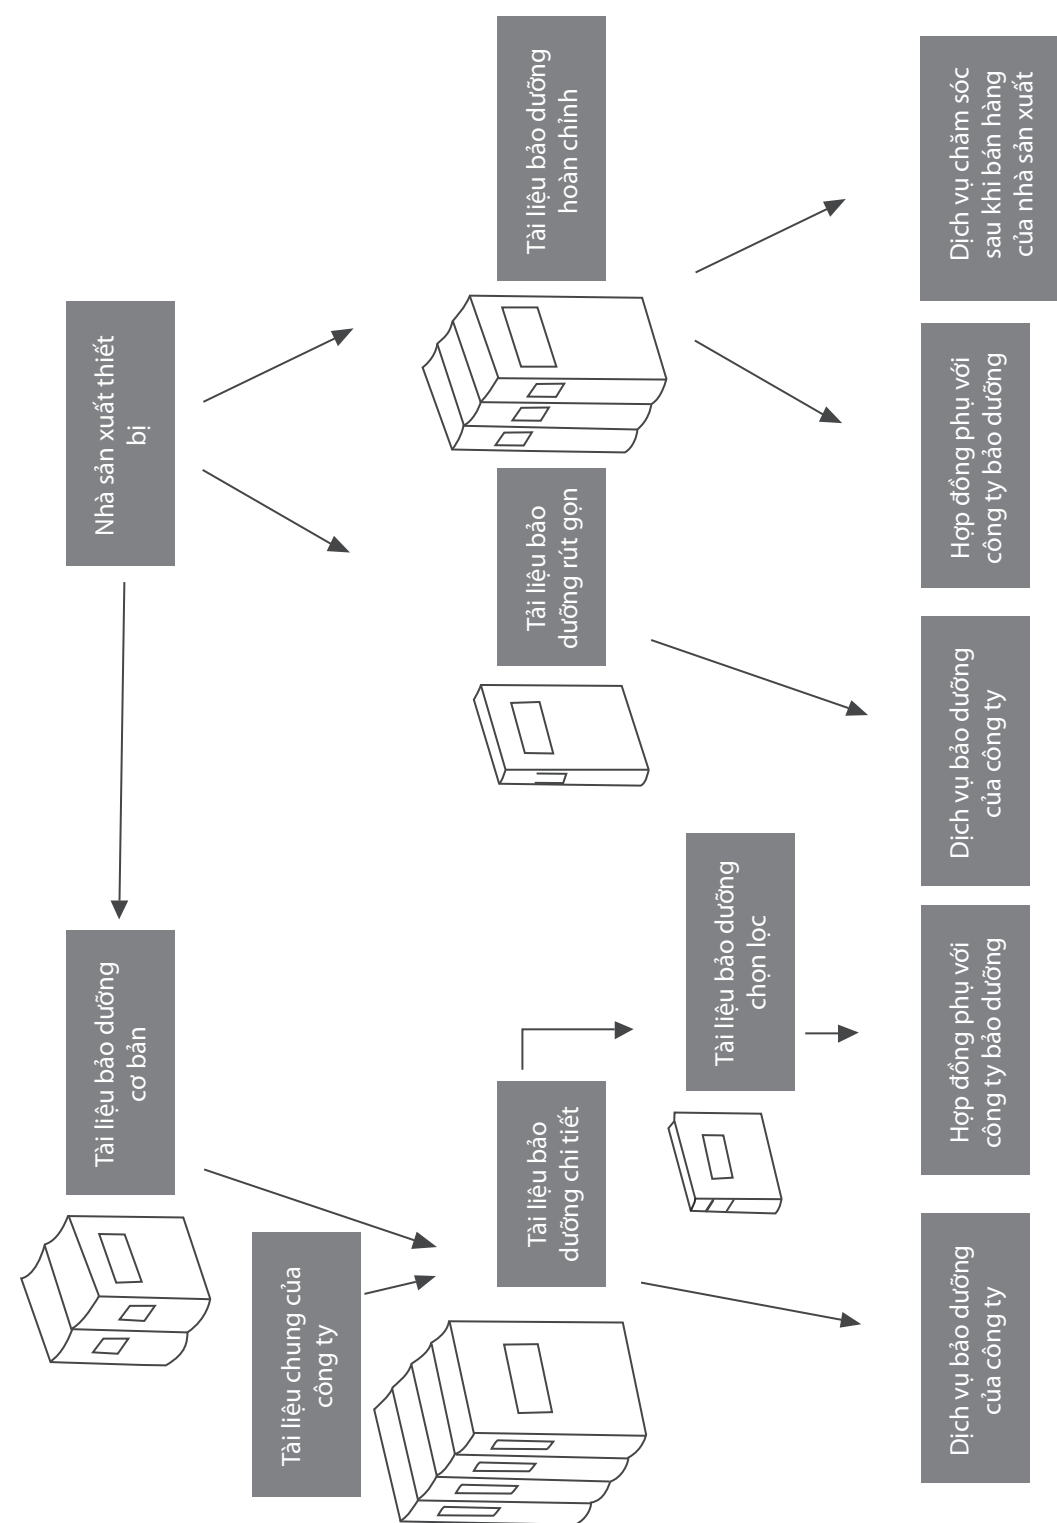 Tài liệu bảo dưỡng
cơ bản
Nhà sản xuất thiết
bị
Tài liệu chung của
công ty
Tài liệu bảo
dưỡng chi tiết
Tải liệu bảo
dưỡng rút gọn
Tài liệu bảo dưỡng
hoàn chỉnh
Tài liệu bảo dưỡng
chọn lọc
Dịch vụ bảo dưỡng
của công ty
Hợp đồng phụ với
công ty bảo dưỡng
Dịch vụ bảo dưỡng
của công ty
Hợp đồng phụ với
công ty bảo dưỡng
Dịch vụ chăm sóc
sau khi bán hàng
của nhà sản xuất